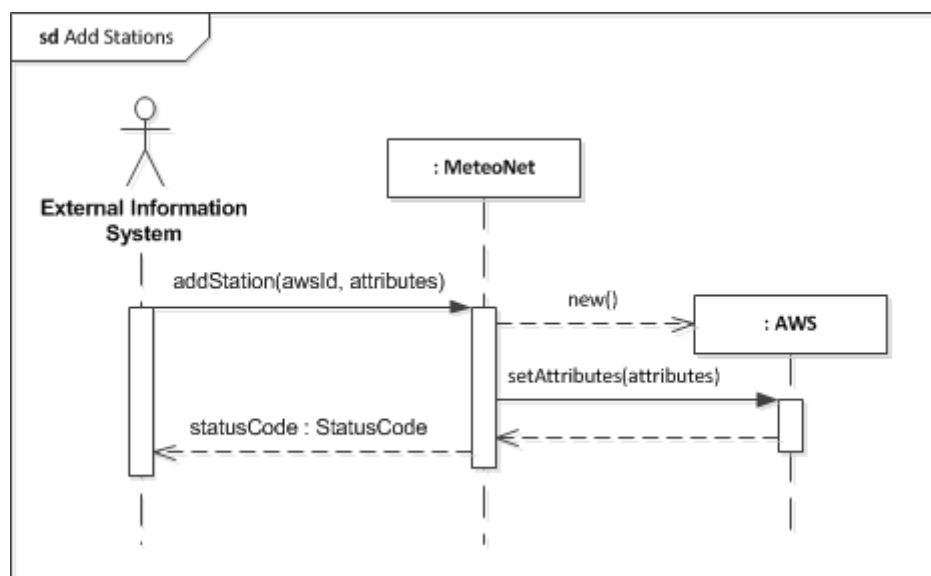 sd Add Stations
: MeteoNet
External Information
System
addStation(awsId, attributes)
new()
: AWS
setAttributes(attributes)
statusCode : StatusCode